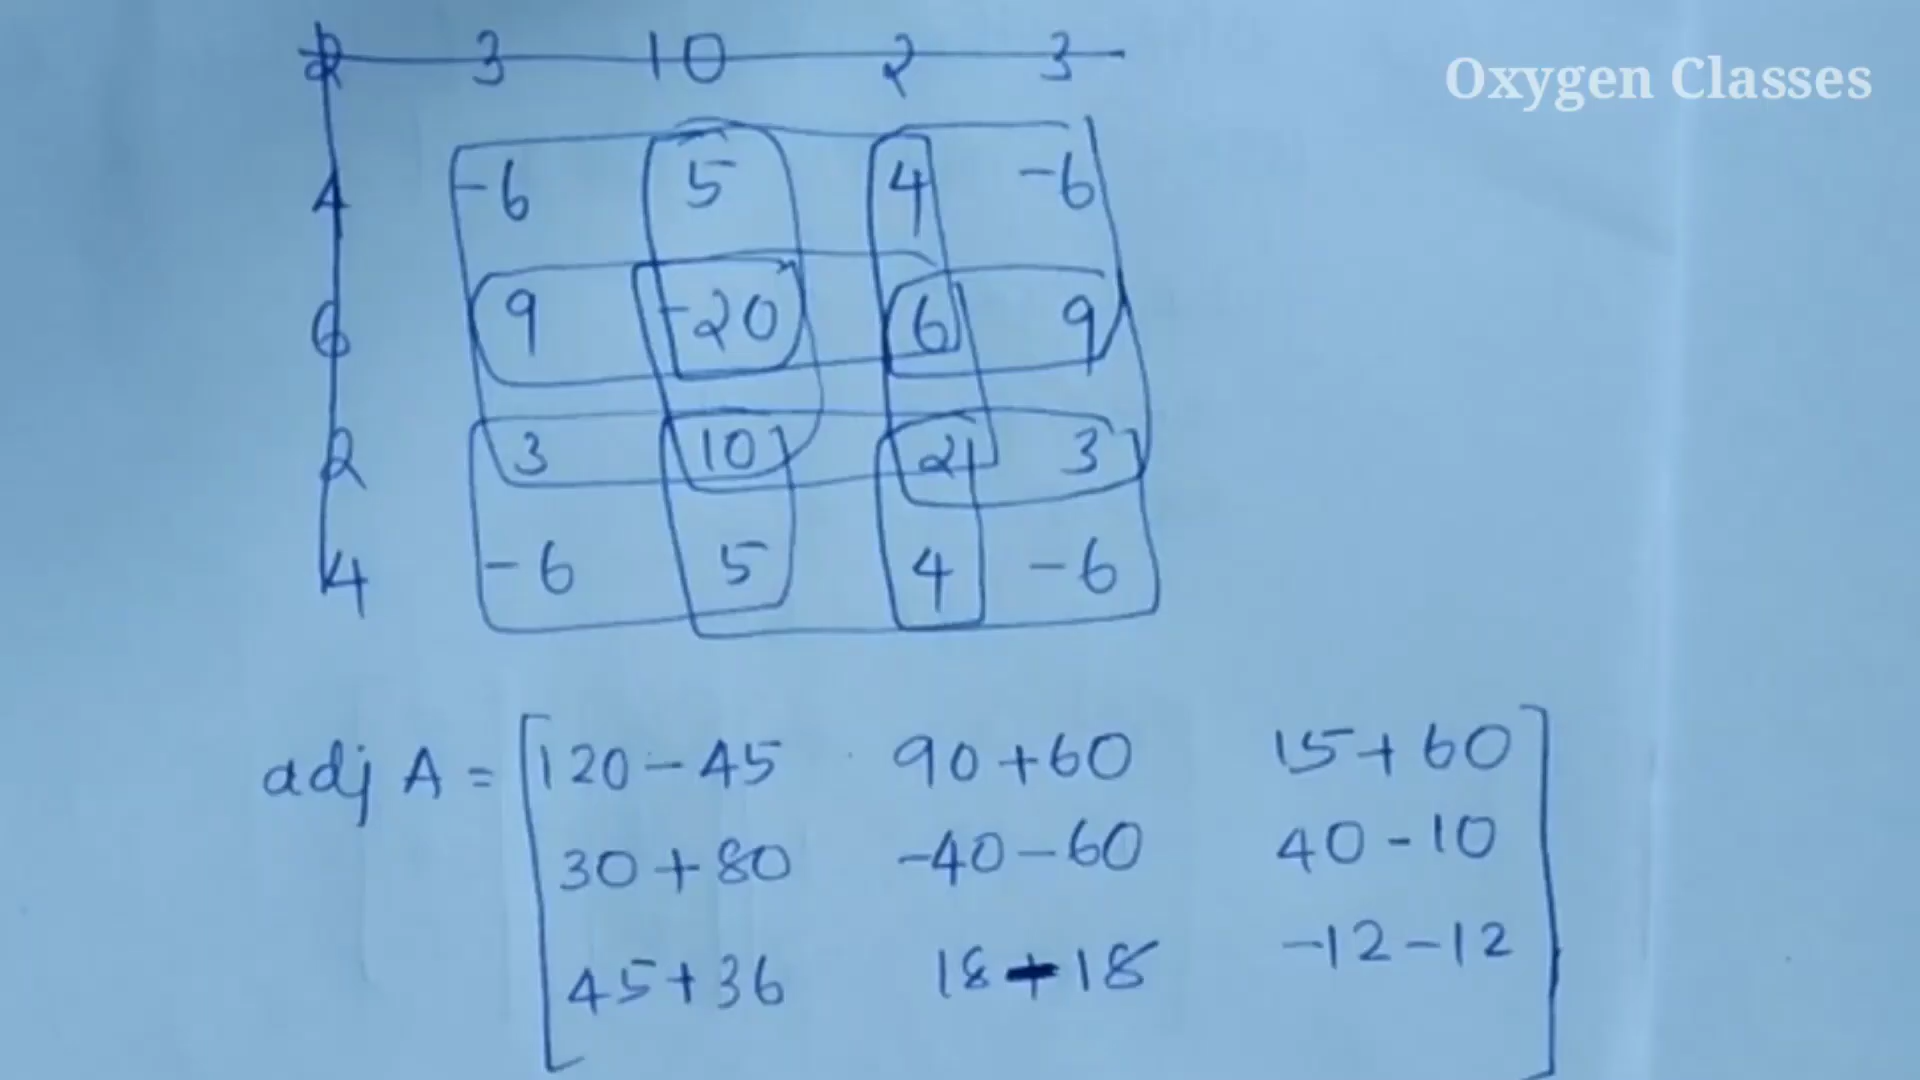 Oxygen Classes
2 3 10 2 3
4 -6 5 4 -6
6 9 -20 6 9
2 3 10 2 3
4 -6 5 4 -6
adj A = [120-45 90+60 15+60]
30+80 -40-60 40-10
45+36 18+18 -12-12